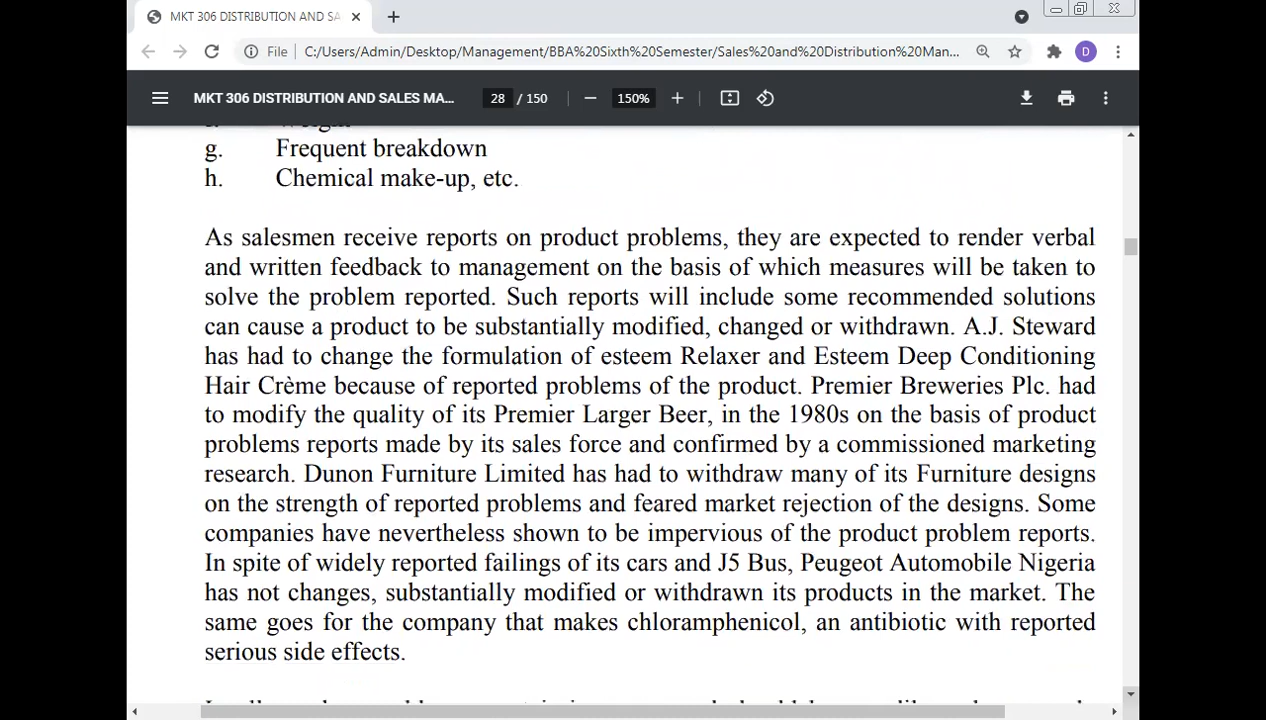 MKT 306 DISTRIBUTION AND SA
File C:/Users/Admin/Desktop/Management/BBA%20Sixth%20Semester/Sales%20and%20Distribution%20Man... D
MKT 306 DISTRIBUTION AND SALES MA... 28 / 150 150%
g. Frequent breakdown
h. Chemical make-up, etc.
As salesmen receive reports on product problems, they are expected to render verbal
and written feedback to management on the basis of which measures will be taken to
solve the problem reported. Such reports will include some recommended solutions
can cause a product to be substantially modified, changed or withdrawn. A.J. Steward
has had to change the formulation of esteem Relaxer and Esteem Deep Conditioning
Hair Crème because of reported problems of the product. Premier Breweries Plc. had
to modify the quality of its Premier Larger Beer, in the 1980s on the basis of product
problems reports made by its sales force and confirmed by a commissioned marketing
research. Dunon Furniture Limited has had to withdraw many of its Furniture designs
on the strength of reported problems and feared market rejection of the designs. Some
companies have nevertheless shown to be impervious of the product problem reports.
In spite of widely reported failings of its cars and J5 Bus, Peugeot Automobile Nigeria
has not changes, substantially modified or withdrawn its products in the market. The
same goes for the company that makes chloramphenicol, an antibiotic with reported
serious side effects.